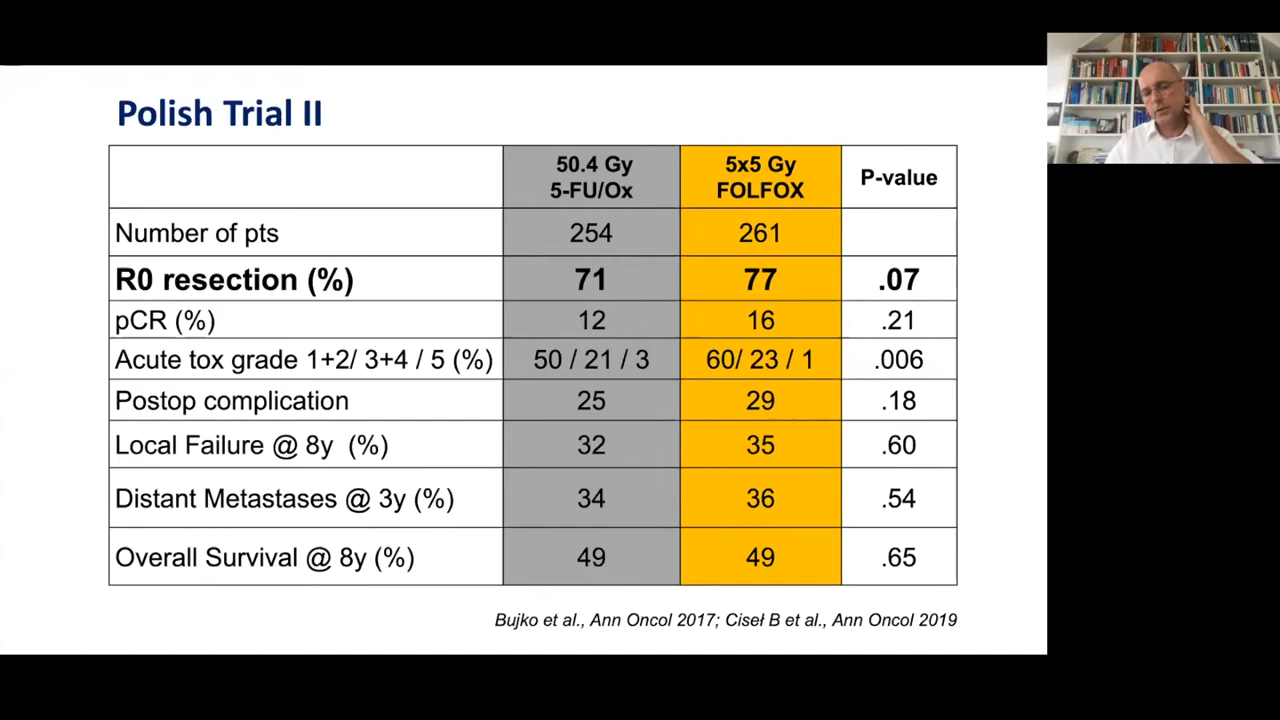 Polish Trial II
50.4 Gy 5x5 Gy P-value
5-FU/Ox FOLFOX
Number of pts 254 261
R0 resection (%) 71 77 .07
pCR (%) 12 16 .21
Acute tox grade 1+2/ 3+4 / 5 (%) 50 / 21 / 3 60/ 23 / 1 .006
Postop complication 25 29 .18
Local Failure @ 8y (%) 32 35 .60
Distant Metastases @ 3y (%) 34 36 .54
Overall Survival @ 8y (%) 49 49 .65
Bujko et al., Ann Oncol 2017; Ciseł B et al., Ann Oncol 2019